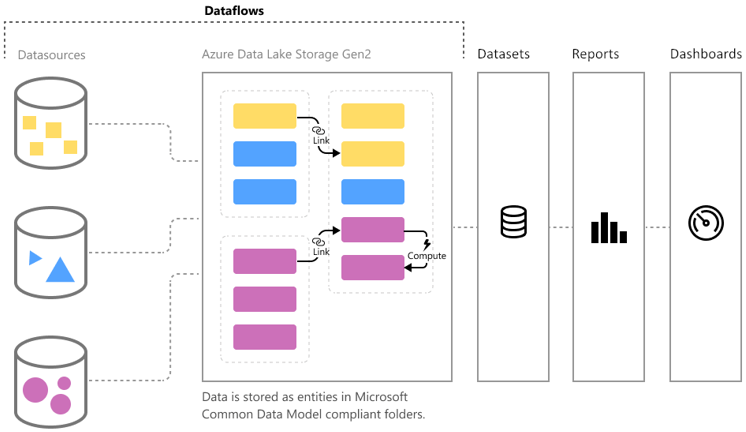 Dataflows
Datasources
Azure Data Lake Storage Gen2
Datasets
Reports
Dashboards
Link
Link
Compute
Data is stored as entities in Microsoft
Common Data Model compliant folders.